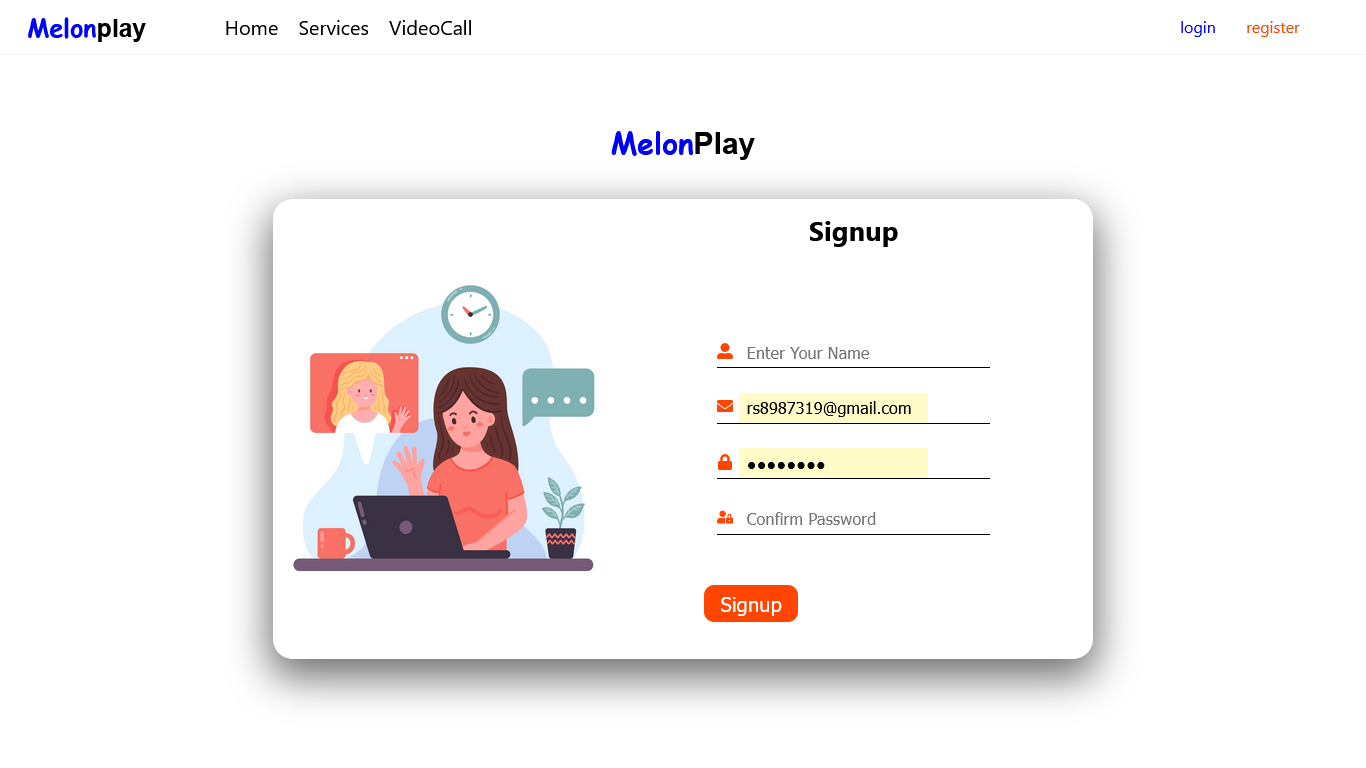 Melonplay Home Services VideoCall login register
MelonPlay
Signup
Enter Your Name
rs8987319@gmail.com
●●●●●●●●
Confirm Password
Signup